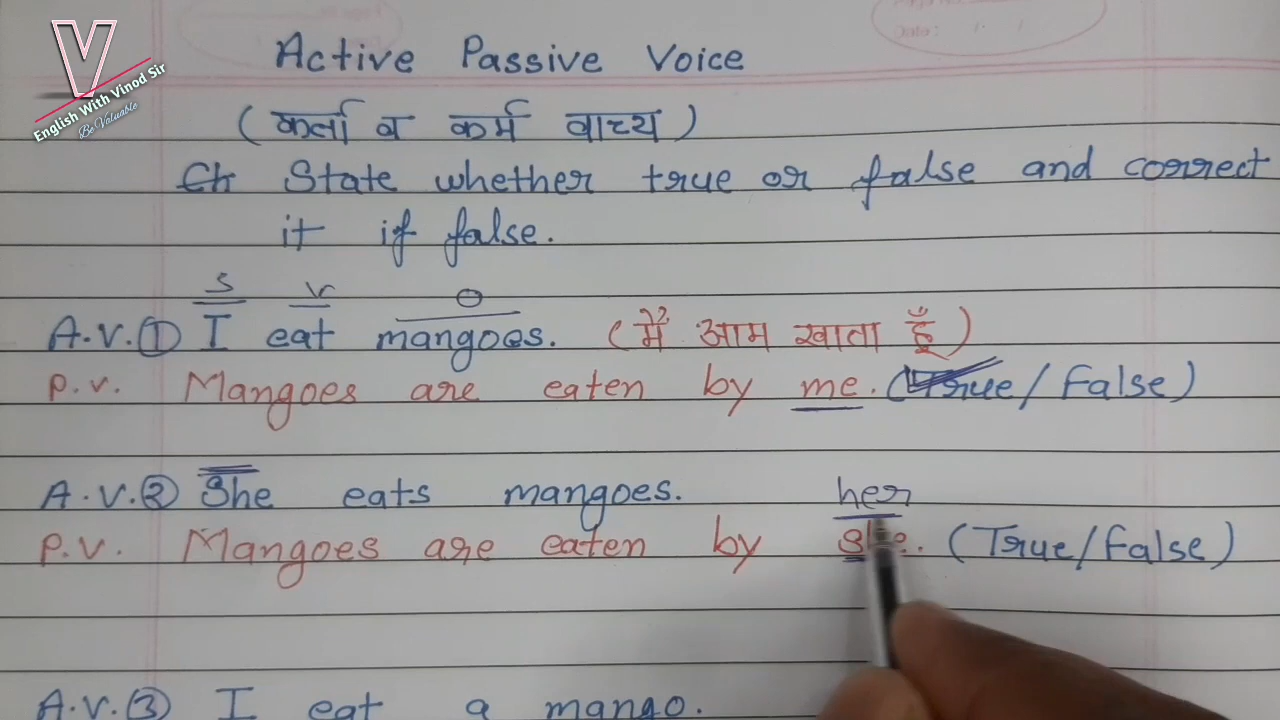 V
English With Vinod Sir
Be Valuable
Date:
Active Passive Voice
(कर्ता व कर्म वाच्य)
Ch State whether true or false and correct
it if false.
S V O
A.V.① I eat mangoes. (मैं आम खाता हूँ)
P.V. Mangoes are eaten by me. (True/False)
her
A.V.② She eats mangoes.
P.V. Mangoes are eaten by she. (True/False)
A.V.③ I eat a mango.